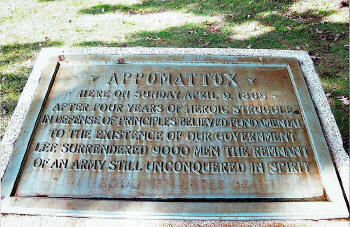 APPOMATTOX
HERE ON SUNDAY APRIL 9, 1865
AFTER FOUR YEARS OF HEROIC STRUGGLE
IN DEFENSE OF PRINCIPLES BELIEVED FUNDAMENTAL
TO THE EXISTENCE OF OUR GOVERNMENT
LEE SURRENDERED 9000 MEN THE REMNANT
OF AN ARMY STILL UNCONQUERED IN SPIRIT